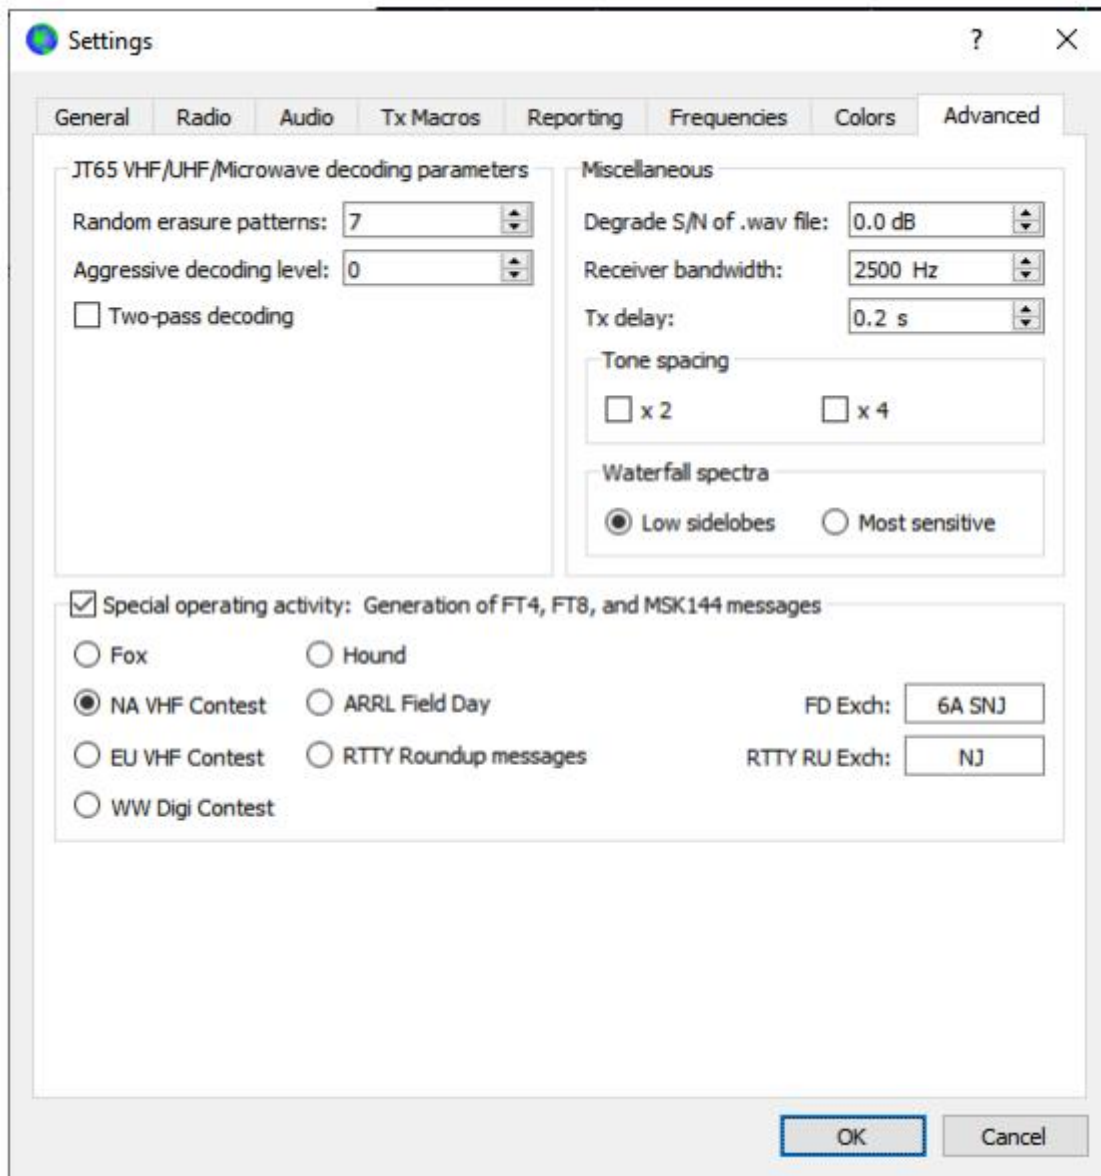 Settings
General Radio Audio Tx Macros Reporting Frequencies Colors Advanced
JT65 VHF/UHF/Microwave decoding parameters
Random erasure patterns: 7
Aggressive decoding level: 0
Two-pass decoding
Miscellaneous
Degrade S/N of .wav file: 0.0 dB
Receiver bandwidth: 2500 Hz
Tx delay: 0.2 s
Tone spacing
x 2 x 4
Waterfall spectra
Low sidelobes Most sensitive
Special operating activity: Generation of FT4, FT8, and MSK144 messages
Fox Hound
NA VHF Contest ARRL Field Day FD Exch: 6A SNJ
EU VHF Contest RTTY Roundup messages RTTY RU Exch: NJ
WW Digi Contest
OK Cancel